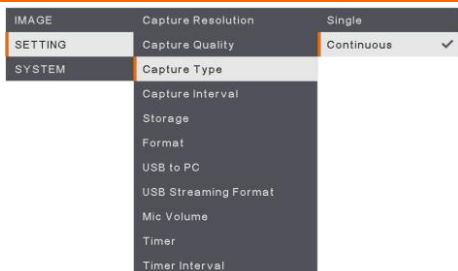 IMAGE
SETTING
SYSTEM
Capture Resolution
Capture Quality
Capture Type
Capture Interval
Storage
Format
USB to PC
USB Streaming Format
Mic Volume
Timer
Timer Interval
Single
Continuous ✓